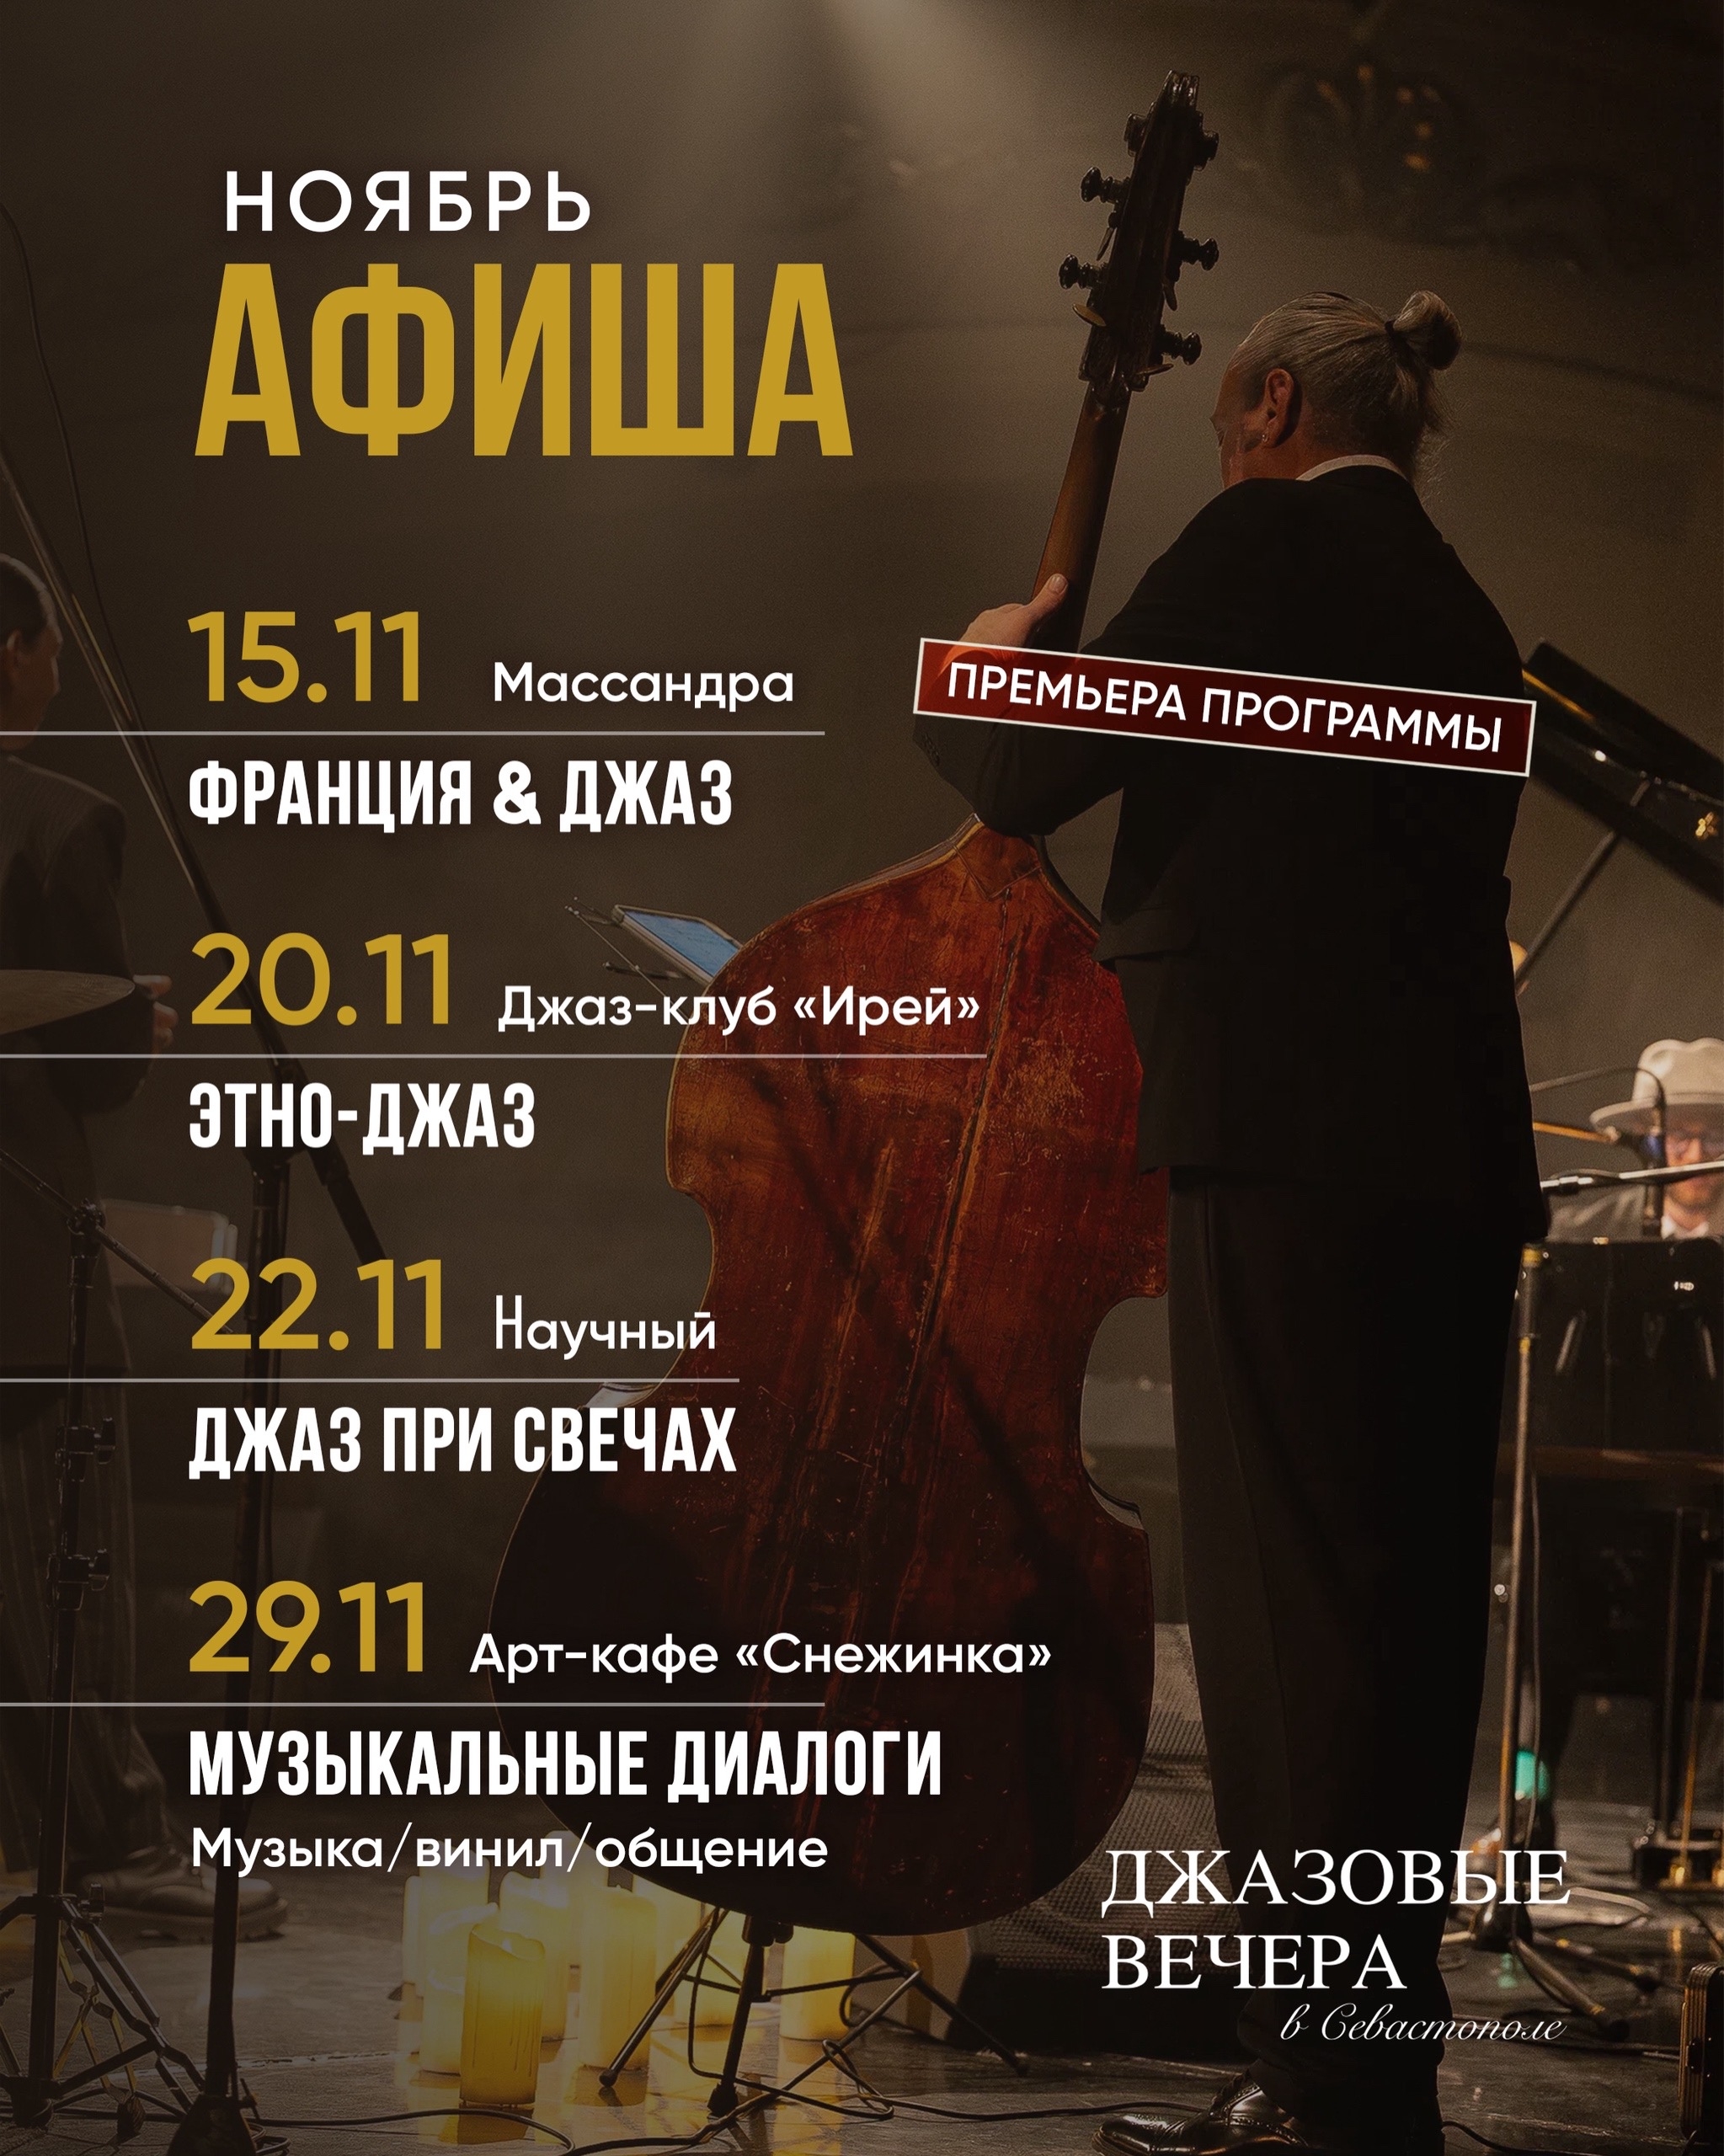 НОЯБРЬ
АФИША
15.11 Массандра
ПРЕМЬЕРА ПРОГРАММЫ
ФРАНЦИЯ & ДЖАЗ
20.11 Джаз-клуб «Ирей»
ЭТНО-ДЖАЗ
22.11 Научный
ДЖАЗ ПРИ СВЕЧАХ
29.11 Арт-кафе «Снежинка»
МУЗЫКАЛЬНЫЕ ДИАЛОГИ
Музыка/винил/общение
ДЖАЗОВЫЕ
ВЕЧЕРА
в Севастополе